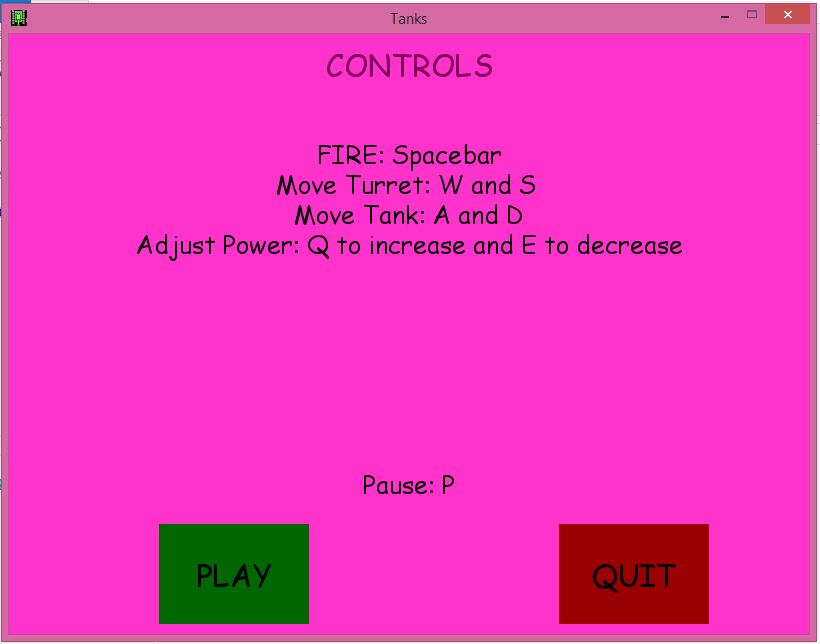 Tanks
CONTROLS
FIRE: Spacebar
Move Turret: W and S
Move Tank: A and D
Adjust Power: Q to increase and E to decrease
Pause: P
PLAY
QUIT